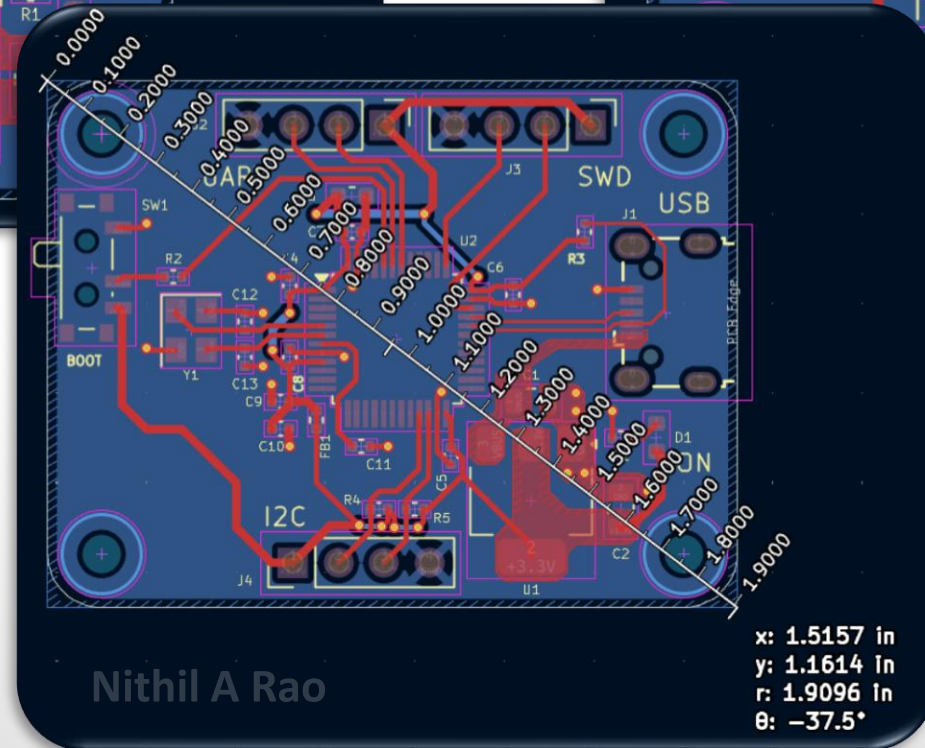 R1
0.0000
0.1000
0.2000
0.3000
0.4000
0.5000
0.6000
0.7000
0.8000
0.9000
1.0000
1.1000
1.2000
1.3000
1.4000
1.5000
1.6000
1.7000
1.8000
1.9000
J3
SWD
USB
SW1
U2
J1
R2
C6
R3
C12
PCB Edge
BOOT
Y1
C13
C8
C9
C10
FB1
C11
C5
D1
I2C
R4
R5
J4
2
+3.3V
U1
C2
x: 1.5157 in
y: 1.1614 in
r: 1.9096 in
θ: −37.5°
Nithil A Rao